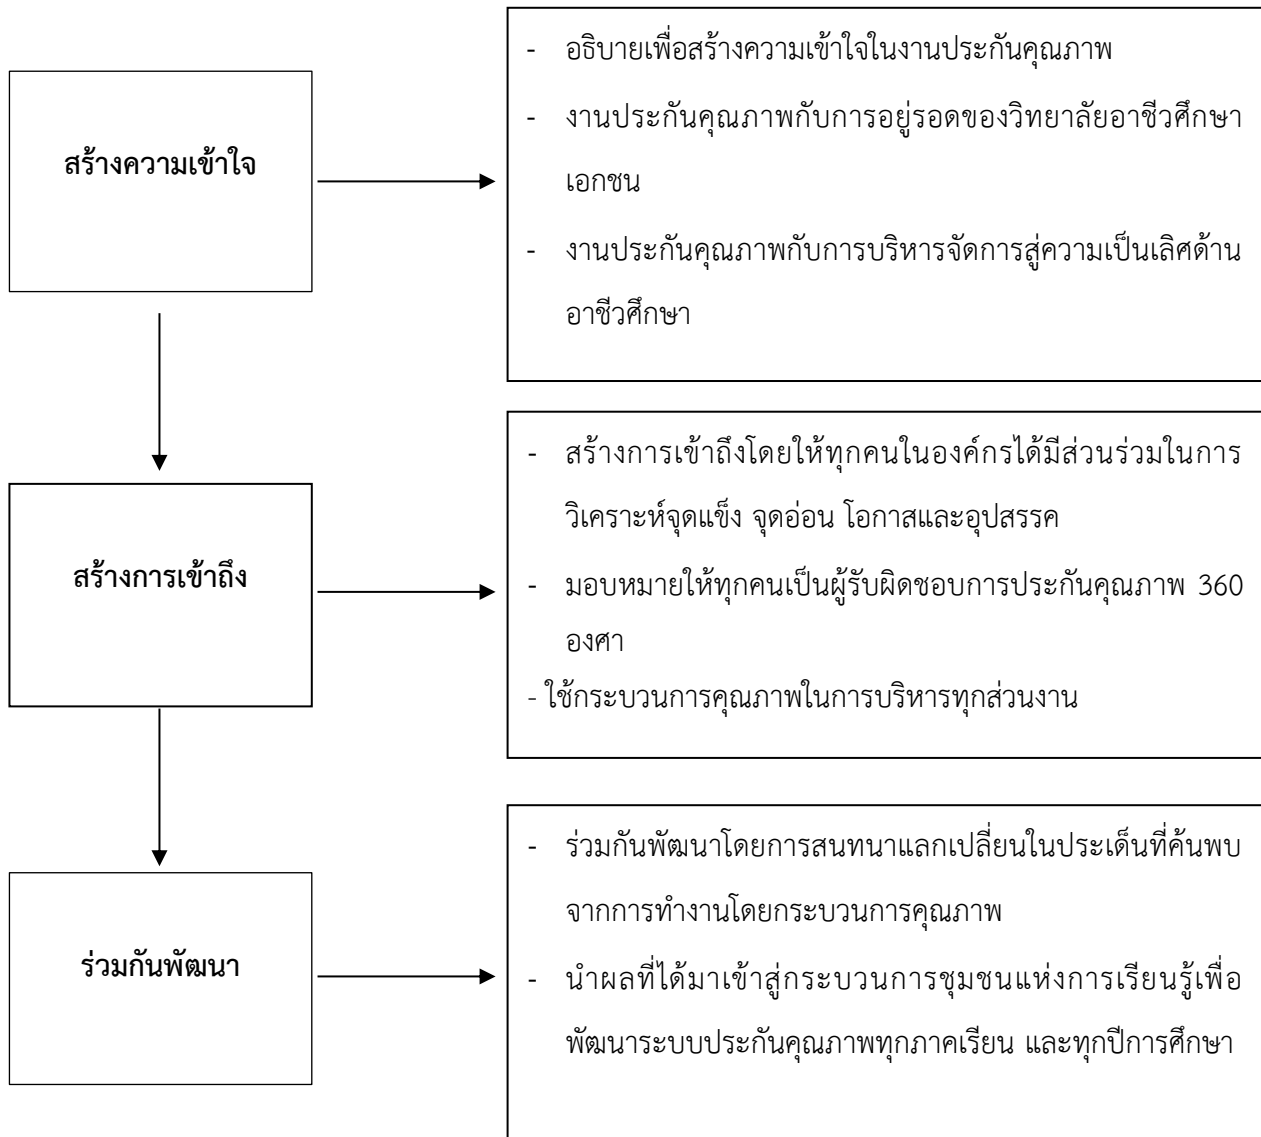 สร้างความเข้าใจ
- อธิบายเพื่อสร้างความเข้าใจในงานประกันคุณภาพ
- งานประกันคุณภาพกับการอยู่รอดของวิทยาลัยอาชีวศึกษา
เอกชน
- งานประกันคุณภาพกับการบริหารจัดการสู่ความเป็นเลิศด้าน
อาชีวศึกษา
สร้างการเข้าถึง
- สร้างการเข้าถึงโดยให้ทุกคนในองค์กรได้มีส่วนร่วมในการ
วิเคราะห์จุดแข็ง จุดอ่อน โอกาสและอุปสรรค
- มอบหมายให้ทุกคนเป็นผู้รับผิดชอบการประกันคุณภาพ 360
องศา
- ใช้กระบวนการคุณภาพในการบริหารทุกส่วนงาน
ร่วมกันพัฒนา
- ร่วมกันพัฒนาโดยการสนทนาแลกเปลี่ยนในประเด็นที่ค้นพบ
จากการทำงานโดยกระบวนการคุณภาพ
- นำผลที่ได้มาเข้าสู่กระบวนการชุมชนแห่งการเรียนรู้เพื่อ
พัฒนาระบบประกันคุณภาพทุกภาคเรียน และทุกปีการศึกษา